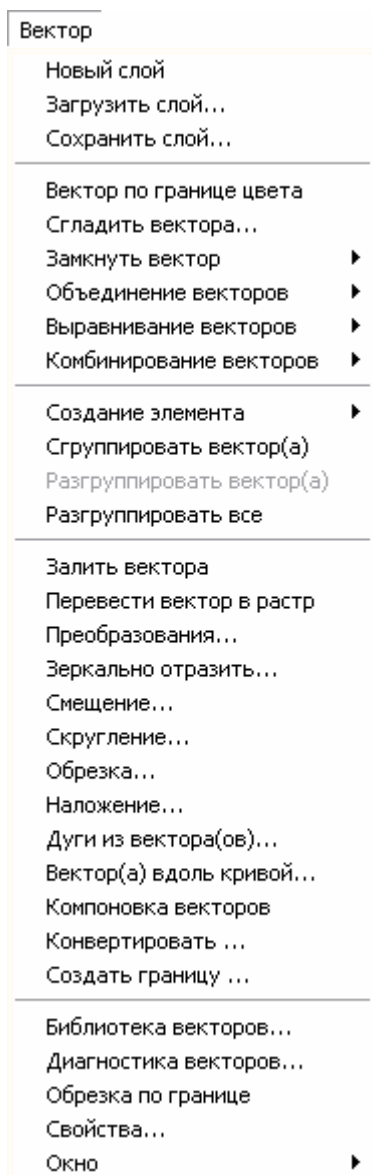 Вектор
Новый слой
Загрузить слой...
Сохранить слой...
Вектор по границе цвета
Сгладить вектора...
Замкнуть вектор
Объединение векторов
Выравнивание векторов
Комбинирование векторов
Создание элемента
Сгруппировать вектор(а)
Разгруппировать вектор(а)
Разгруппировать все
Залить вектора
Перевести вектор в растр
Преобразования...
Зеркально отразить...
Смещение...
Скругление...
Обрезка...
Наложение...
Дуги из вектора(ов)...
Вектор(а) вдоль кривой...
Компоновка векторов
Конвертировать ...
Создать границу ...
Библиотека векторов...
Диагностика векторов...
Обрезка по границе
Свойства...
Окно